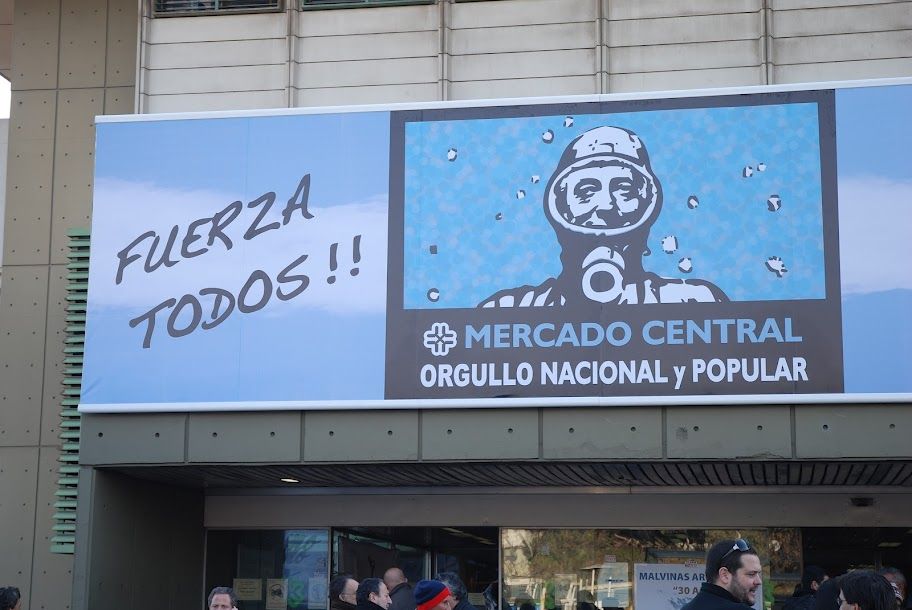 FUERZA
TODOS!!
MERCADO CENTRAL
ORGULLO NACIONAL y POPULAR
MALVINAS AR
"30 A